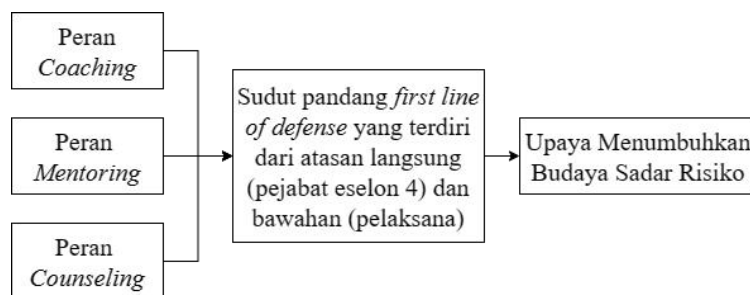 Peran
Coaching
Peran
Mentoring
Peran
Counseling
Sudut pandang first line
of defense yang terdiri
dari atasan langsung
(pejabat eselon 4) dan
bawahan (pelaksana)
Upaya Menumbuhkan
Budaya Sadar Risiko